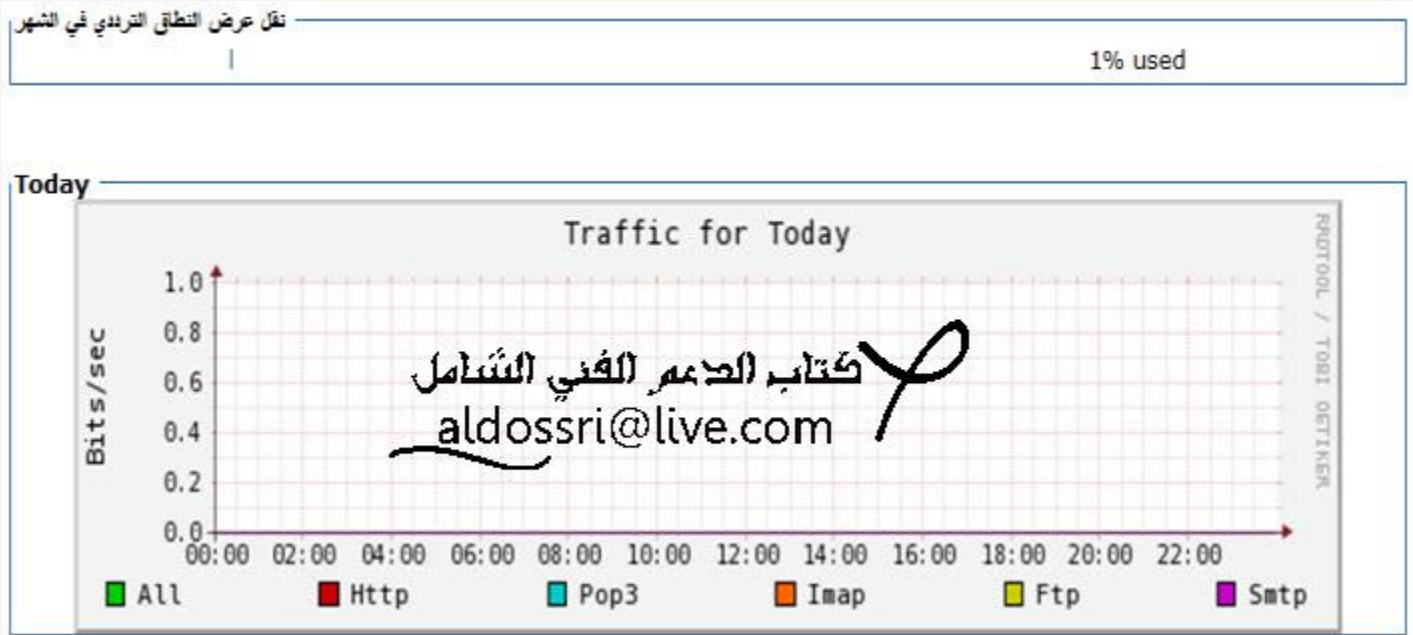 نقل عرض النطاق الترددي في الشهر
1% used
Today
Traffic for Today
RRDTOOL / TOBI OETIKER
Bits/sec
1.0
0.8
0.6
0.4
0.2
0.0
كتاب الدعم الفني الشامل
aldossri@live.com
00:00 02:00 04:00 06:00 08:00 10:00 12:00 14:00 16:00 18:00 20:00 22:00
All Http Pop3 Imap Ftp Smtp